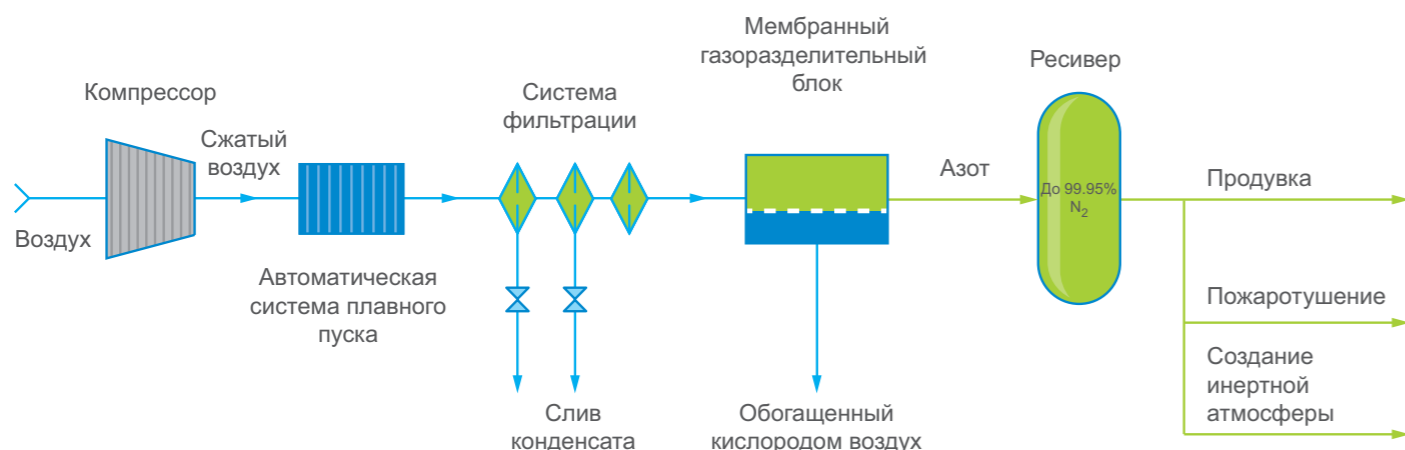 Компрессор
Воздух
Сжатый
воздух
Автоматическая
система плавного
пуска
Система
фильтрации
Слив
конденсата
Мембранный
газоразделительный
блок
Обогащенный
кислородом воздух
Азот
Ресивер
До 99.95%
N₂
Продувка
Пожаротушение
Создание
инертной
атмосферы